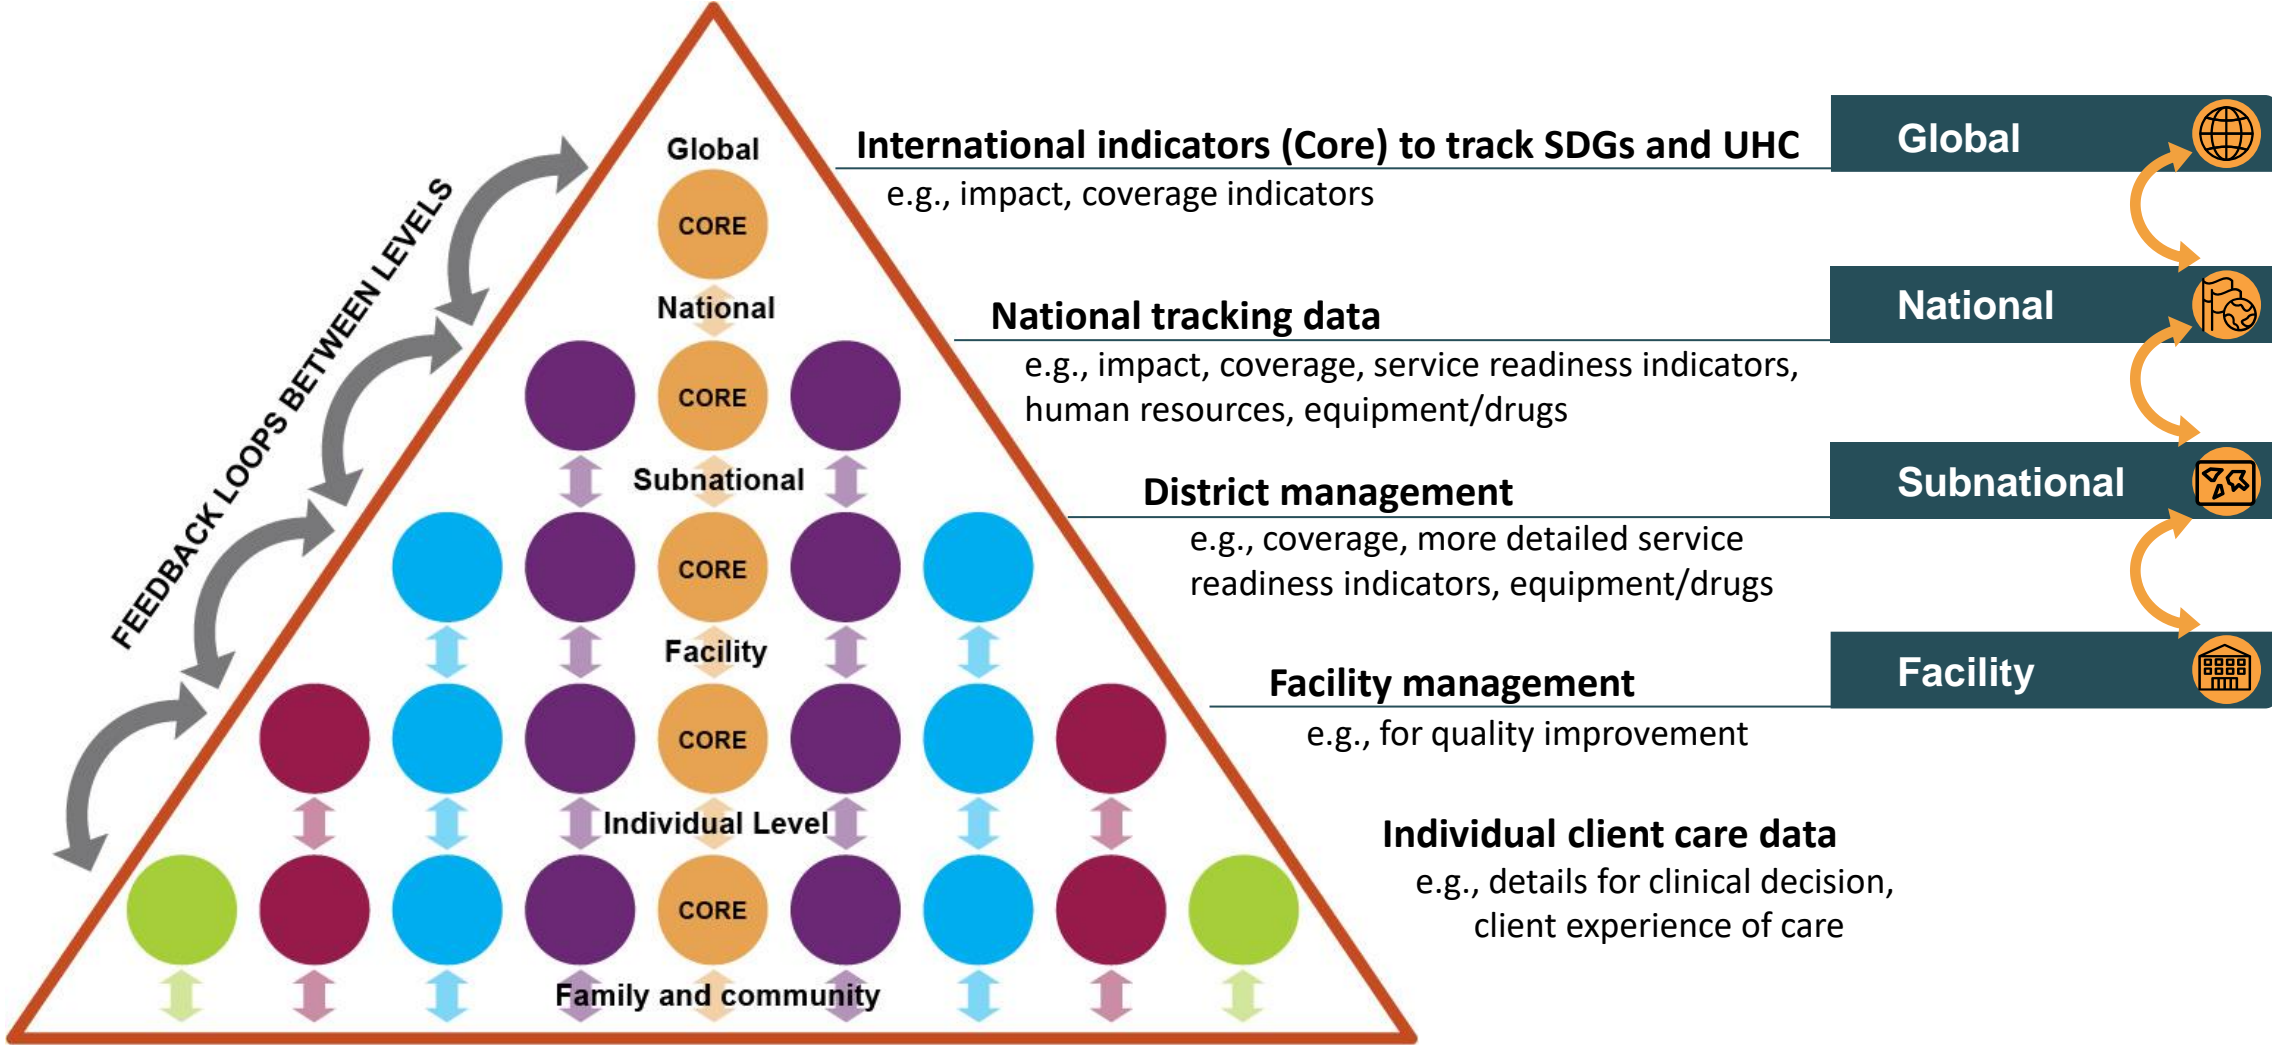 FEEDBACK LOOPS BETWEEN LEVELS
Global
CORE
National
CORE
Subnational
CORE
Facility
CORE
Individual Level
CORE
Family and community
International indicators (Core) to track SDGs and UHC
e.g., impact, coverage indicators
National tracking data
e.g., impact, coverage, service readiness indicators,
human resources, equipment/drugs
District management
e.g., coverage, more detailed service
readiness indicators, equipment/drugs
Facility management
e.g., for quality improvement
Individual client care data
e.g., details for clinical decision,
client experience of care
Global
National
Subnational
Facility